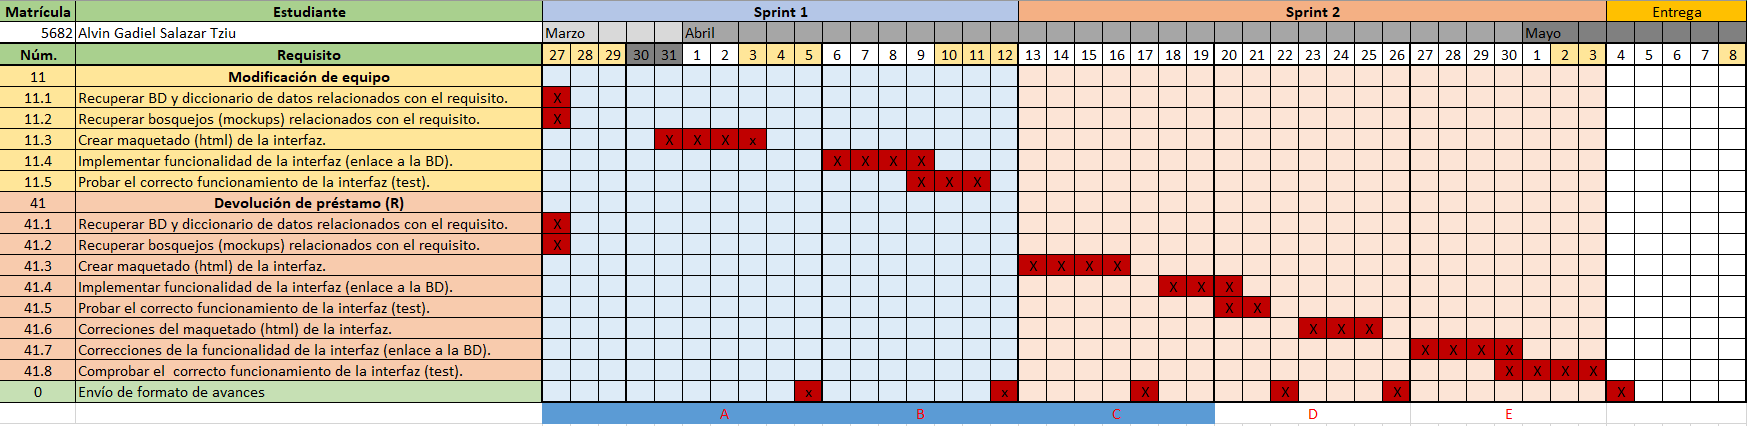 Matrícula Estudiante Sprint 1 Sprint 2 Entrega
5682 Alvin Gadiel Salazar Tziu Marzo Abril Mayo
Núm. Requisito 27 28 29 30 31 1 2 3 4 5 6 7 8 9 10 11 12 13 14 15 16 17 18 19 20 21 22 23 24 25 26 27 28 29 30 1 2 3 4 5 6 7 8
11 Modificación de equipo
11.1 Recuperar BD y diccionario de datos relacionados con el requisito. X
11.2 Recuperar bosquejos (mockups) relacionados con el requisito. X
11.3 Crear maquetado (html) de la interfaz. X X X x
11.4 Implementar funcionalidad de la interfaz (enlace a la BD). X X X X
11.5 Probar el correcto funcionamiento de la interfaz (test). X X X
41 Devolución de préstamo (R)
41.1 Recuperar BD y diccionario de datos relacionados con el requisito. X
41.2 Recuperar bosquejos (mockups) relacionados con el requisito. X
41.3 Crear maquetado (html) de la interfaz. X X X X
41.4 Implementar funcionalidad de la interfaz (enlace a la BD). X X X
41.5 Probar el correcto funcionamiento de la interfaz (test). X X
41.6 Correciones del maquetado (html) de la interfaz. X X X
41.7 Correcciones de la funcionalidad de la interfaz (enlace a la BD). X X X X
41.8 Comprobar el correcto funcionamiento de la interfaz (test). X X X X
0 Envío de formato de avances x x X X X X
A B C D E